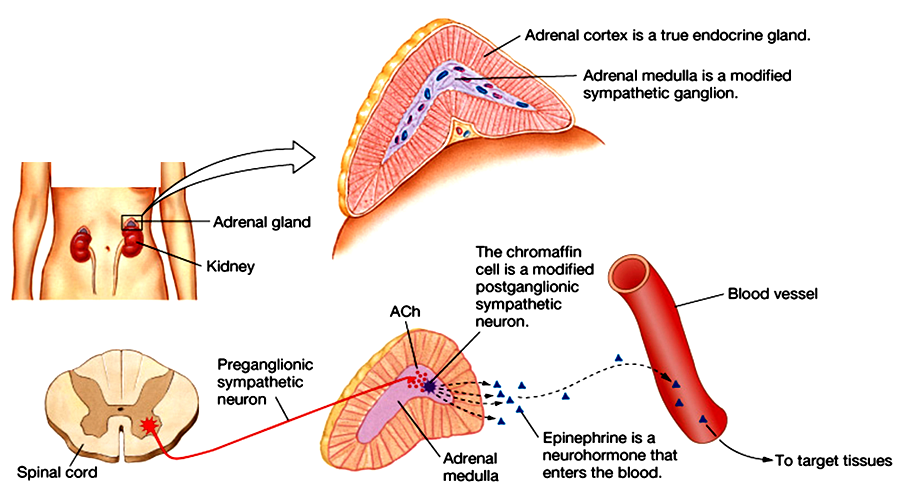 Adrenal cortex is a true endocrine gland.
Adrenal medulla is a modified
sympathetic ganglion.
Adrenal gland
Kidney
The chromaffin
cell is a modified
postganglionic
sympathetic
neuron.
Blood vessel
ACh
Preganglionic
sympathetic
neuron
Spinal cord
Adrenal
medulla
Epinephrine is a
neurohormone that
enters the blood.
To target tissues